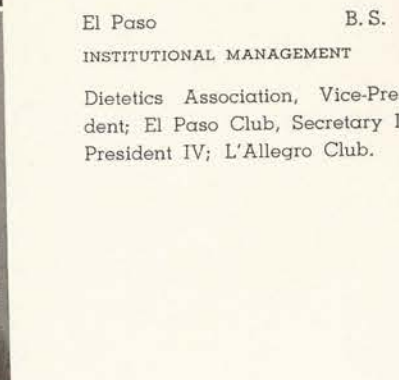 El Paso B.S.
INSTITUTIONAL MANAGEMENT
Dietetics Association, Vice-Pre
dent; El Paso Club, Secretary
President IV; L'Allegro Club.